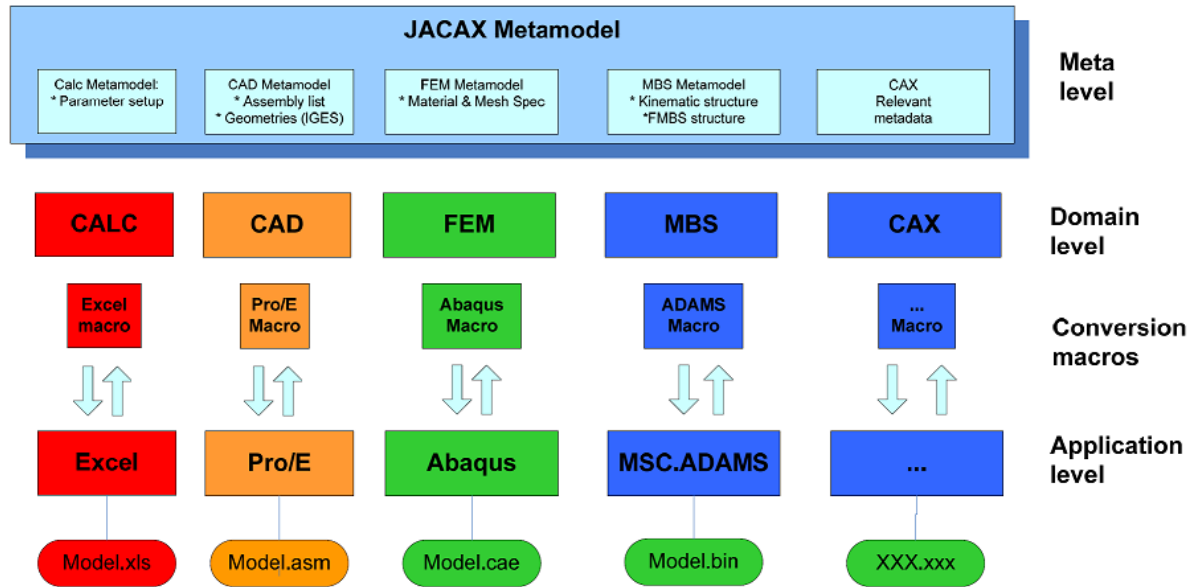 JACAX Metamodel
Meta
level
Calc Metamodel:
* Parameter setup
CAD Metamodel
* Assembly list
* Geometries (IGES)
FEM Metamodel
* Material & Mesh Spec
MBS Metamodel
* Kinematic structure
*FMBS structure
CAX
Relevant
metadata
CALC
CAD
FEM
MBS
CAX
Domain
level
Excel
macro
Pro/E
Macro
Abaqus
Macro
ADAMS
Macro
...
Macro
Conversion
macros
Excel
Pro/E
Abaqus
MSC.ADAMS
...
Application
level
Model.xls
Model.asm
Model.cae
Model.bin
XXX.xxx